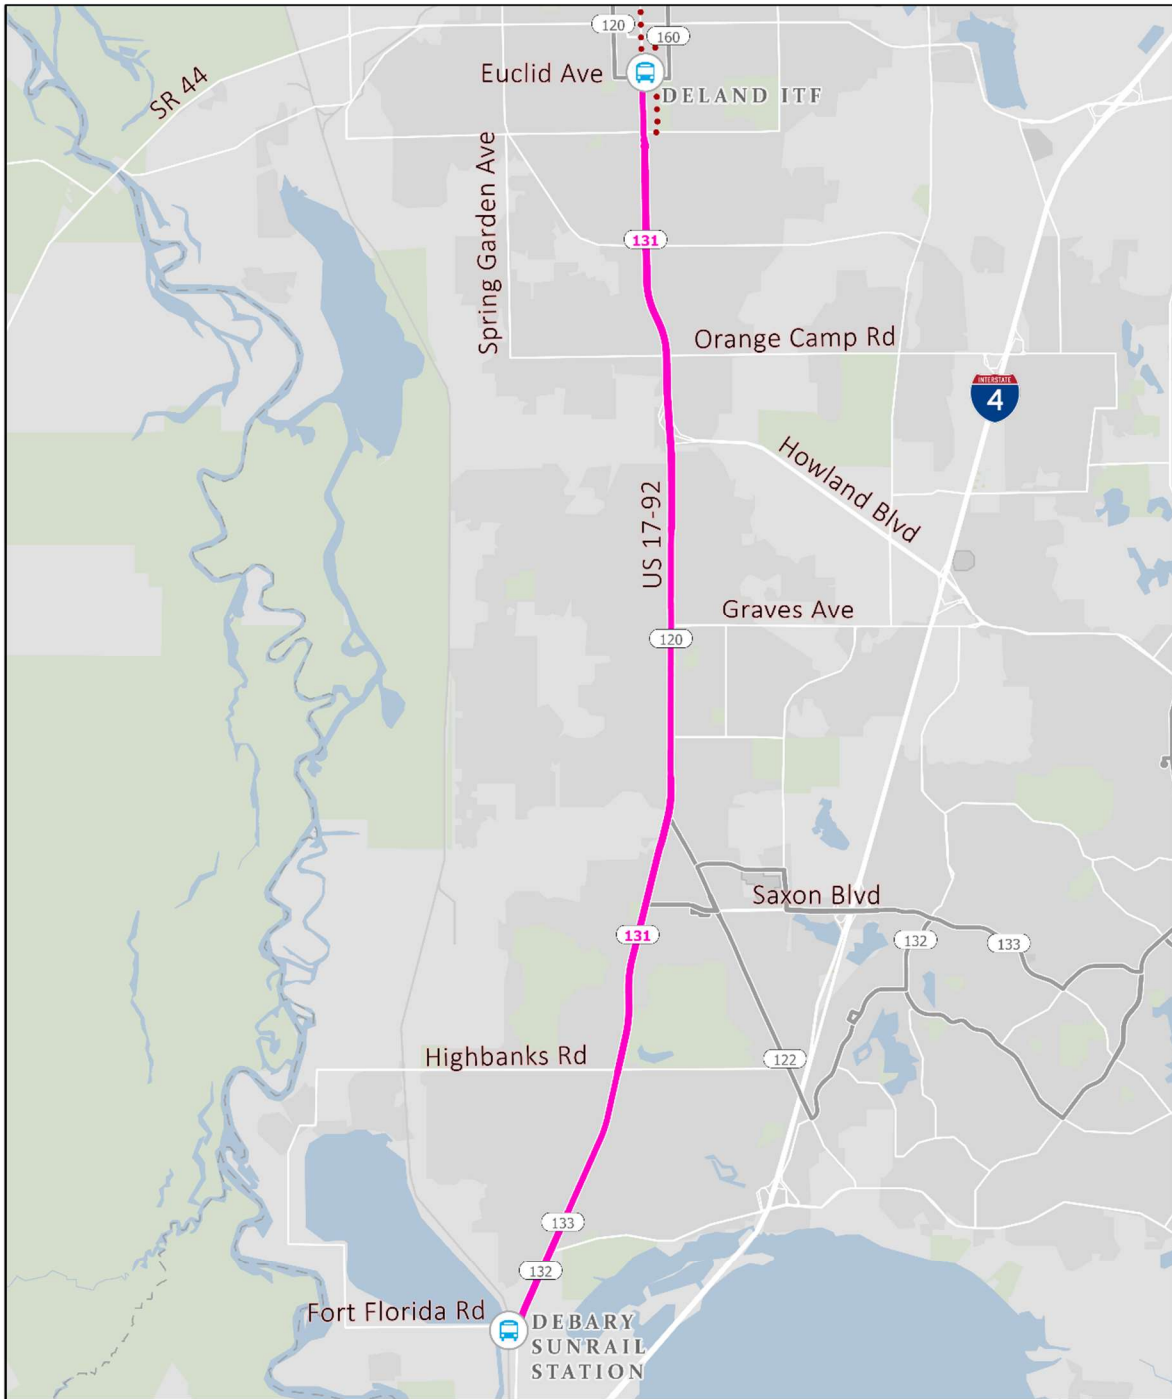 120
160
Euclid Ave
DELAND ITF
SR 44
Spring Garden Ave
131
Orange Camp Rd
INTERSTATE
4
Howland Blvd
US 17-92
Graves Ave
120
Saxon Blvd
131
132
133
Highbanks Rd
122
133
132
Fort Florida Rd
DEBARY
SUNRAIL
STATION